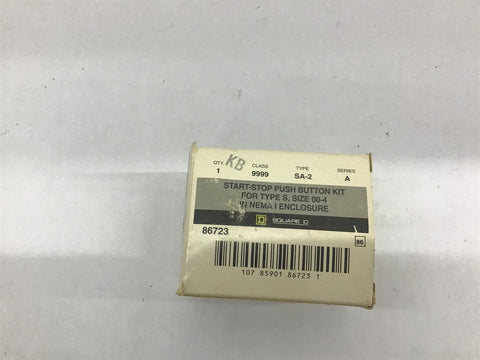 QTY. CLASS TYPE SERIES
1 KB 9999 SA-2 A
START-STOP PUSH BUTTON KIT
FOR TYPE S, SIZE 00-4
IN NEMA I ENCLOSURE
D SQUARE D
86723
86
107 85901 86723 1